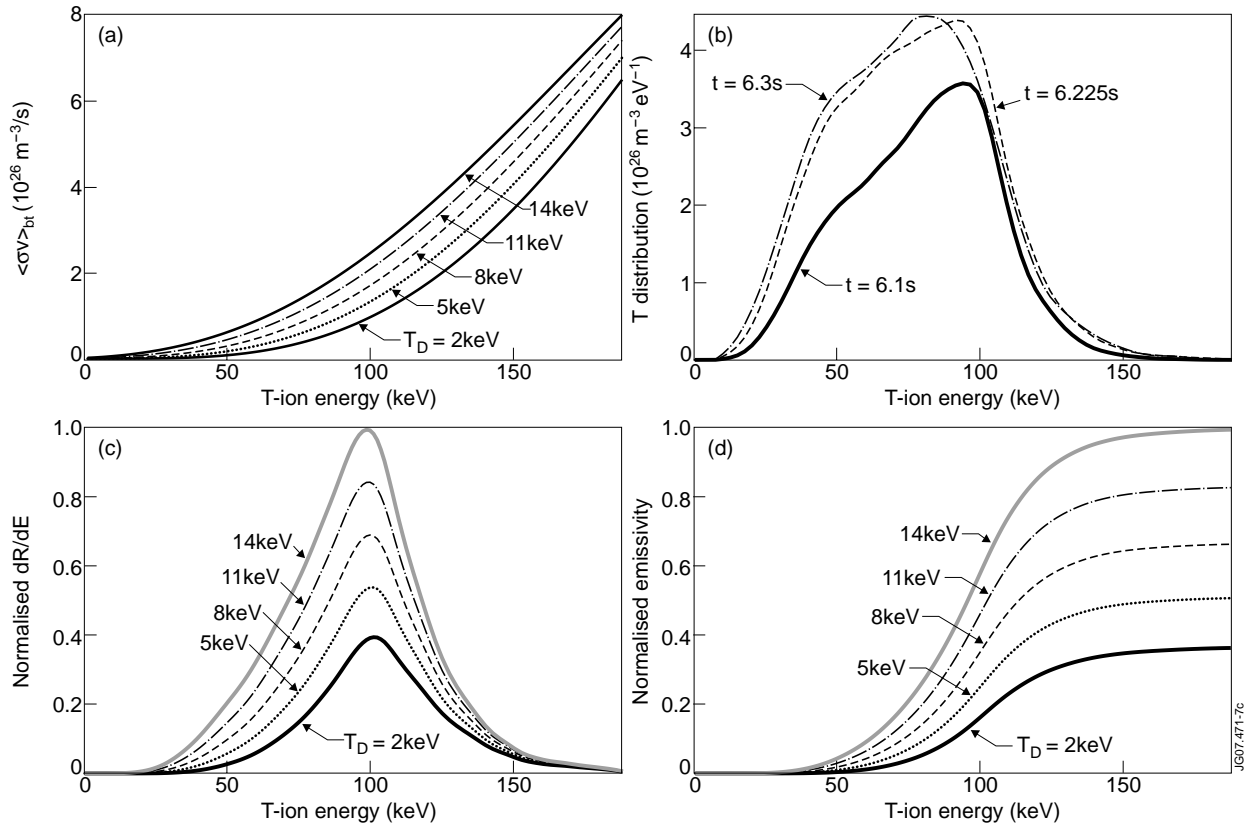 (a)
8
6
4
2
0
<σv>bt (10^26 m^−3/s)
14keV
11keV
8keV
5keV
T_D = 2keV
0 50 100 150
T-ion energy (keV)
(b)
4
3
2
1
0
T distribution (10^26 m^−3 eV^−1)
t = 6.3s
t = 6.225s
t = 6.1s
0 50 100 150
T-ion energy (keV)
(c)
1.0
0.8
0.6
0.4
0.2
0
Normalised dR/dE
14keV
11keV
8keV
5keV
T_D = 2keV
0 50 100 150
T-ion energy (keV)
(d)
1.0
0.8
0.6
0.4
0.2
0
Normalised emissivity
14keV
11keV
8keV
5keV
T_D = 2keV
0 50 100 150
T-ion energy (keV)
JG07.471-7c